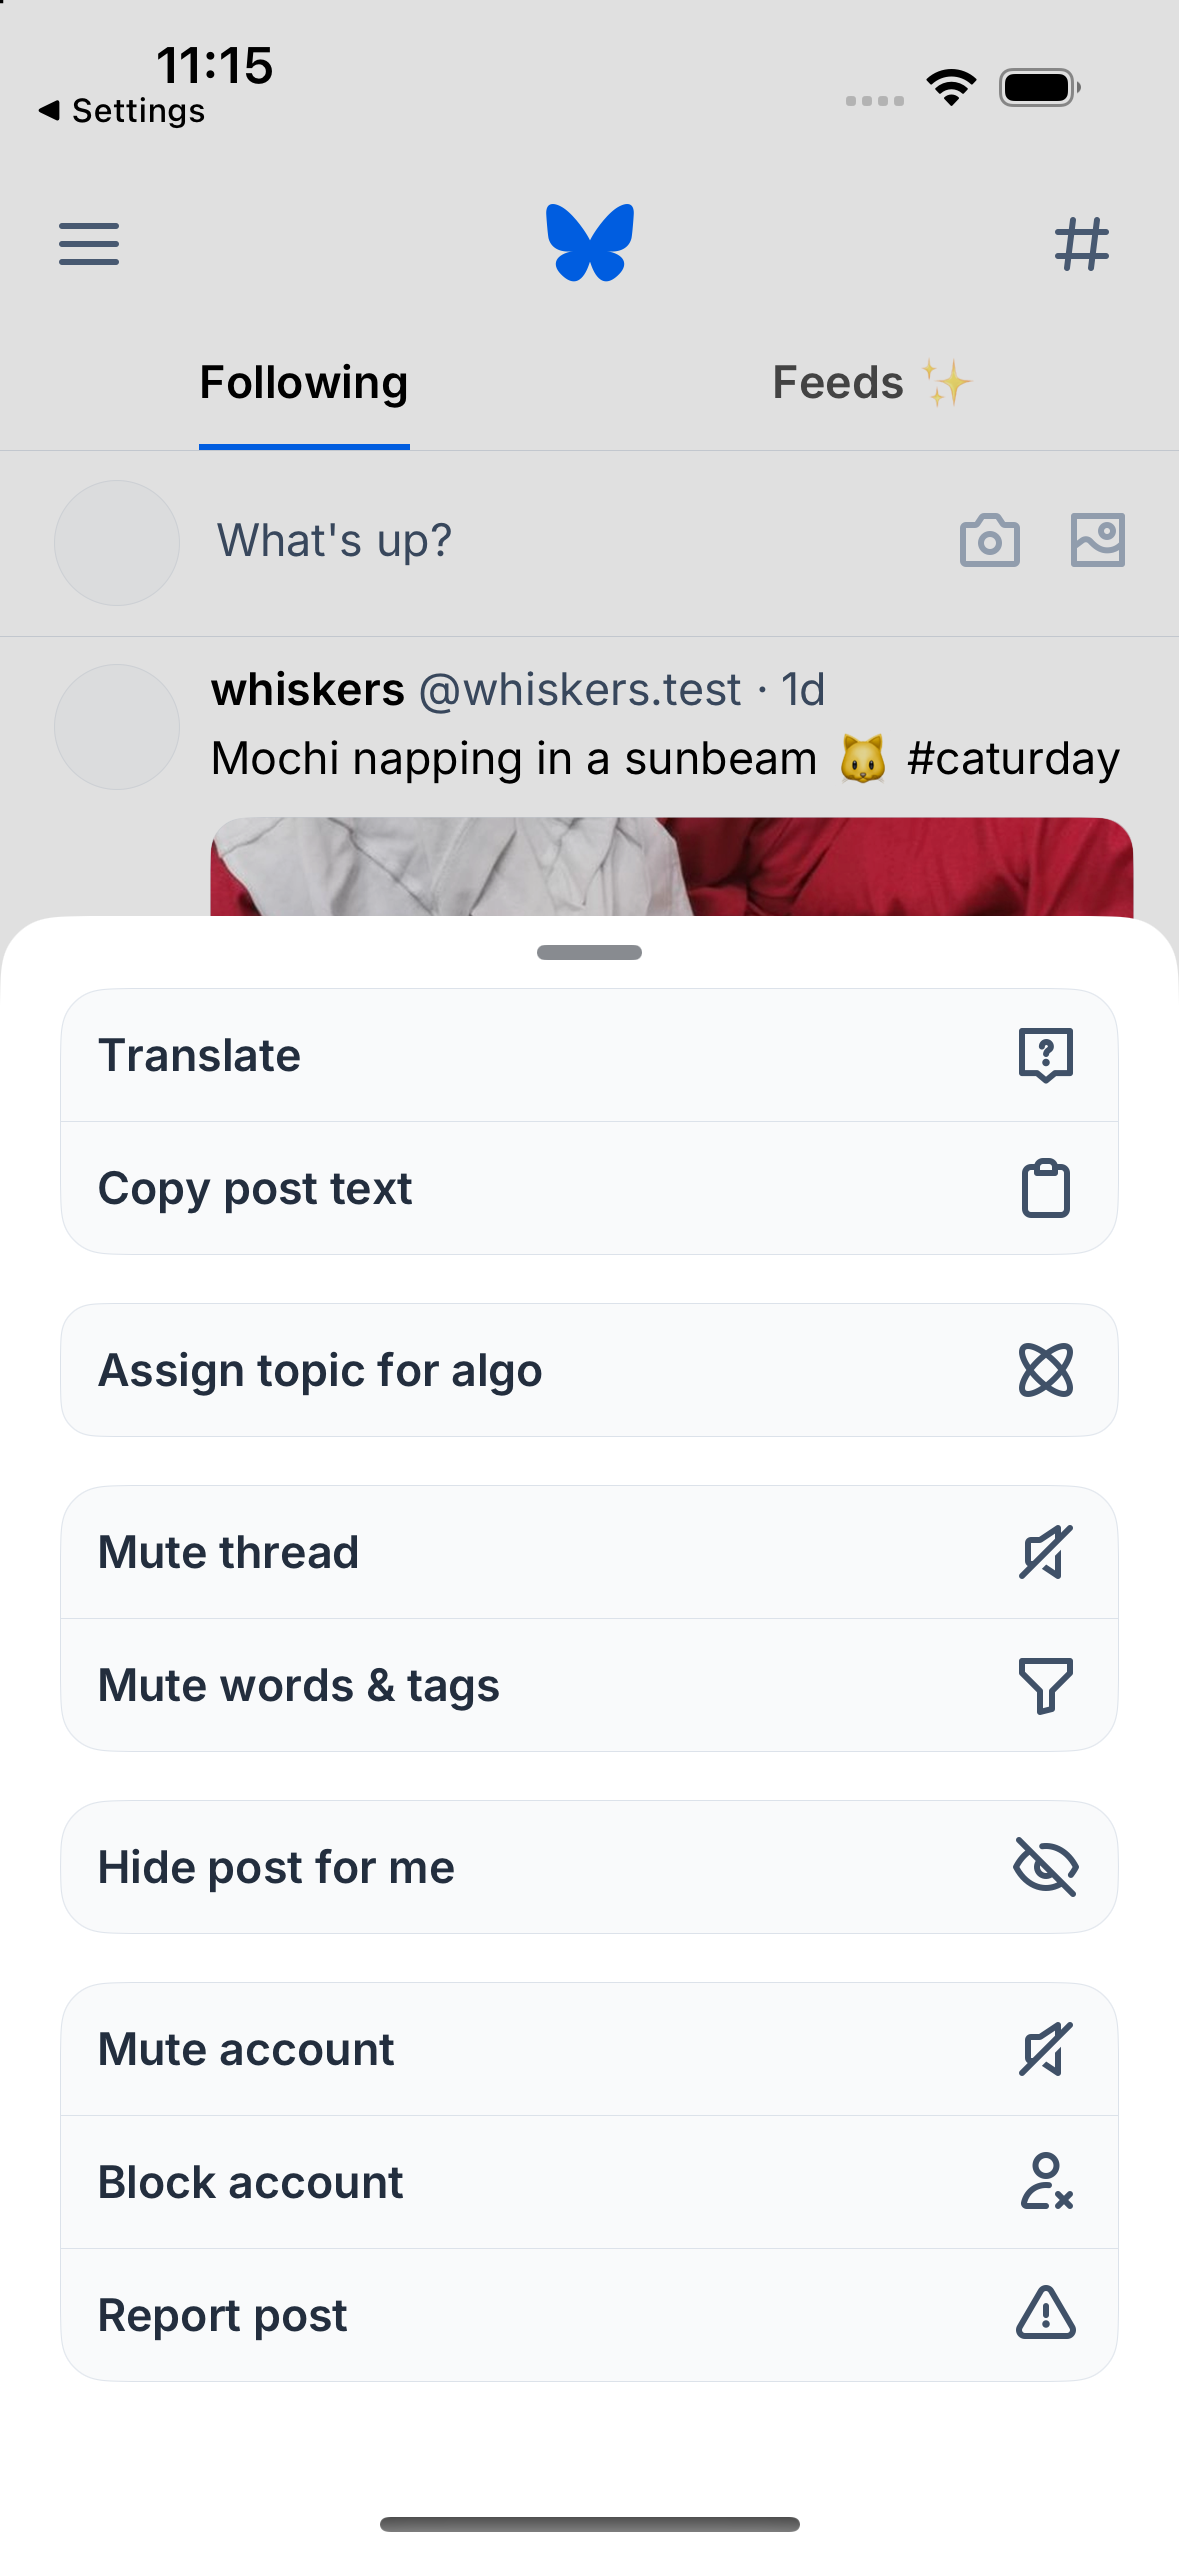 11:15
◀ Settings
Following
Feeds ✨
What's up?
whiskers @whiskers.test · 1d
Mochi napping in a sunbeam 🐱 #caturday
Translate
Copy post text
Assign topic for algo
Mute thread
Mute words & tags
Hide post for me
Mute account
Block account
Report post